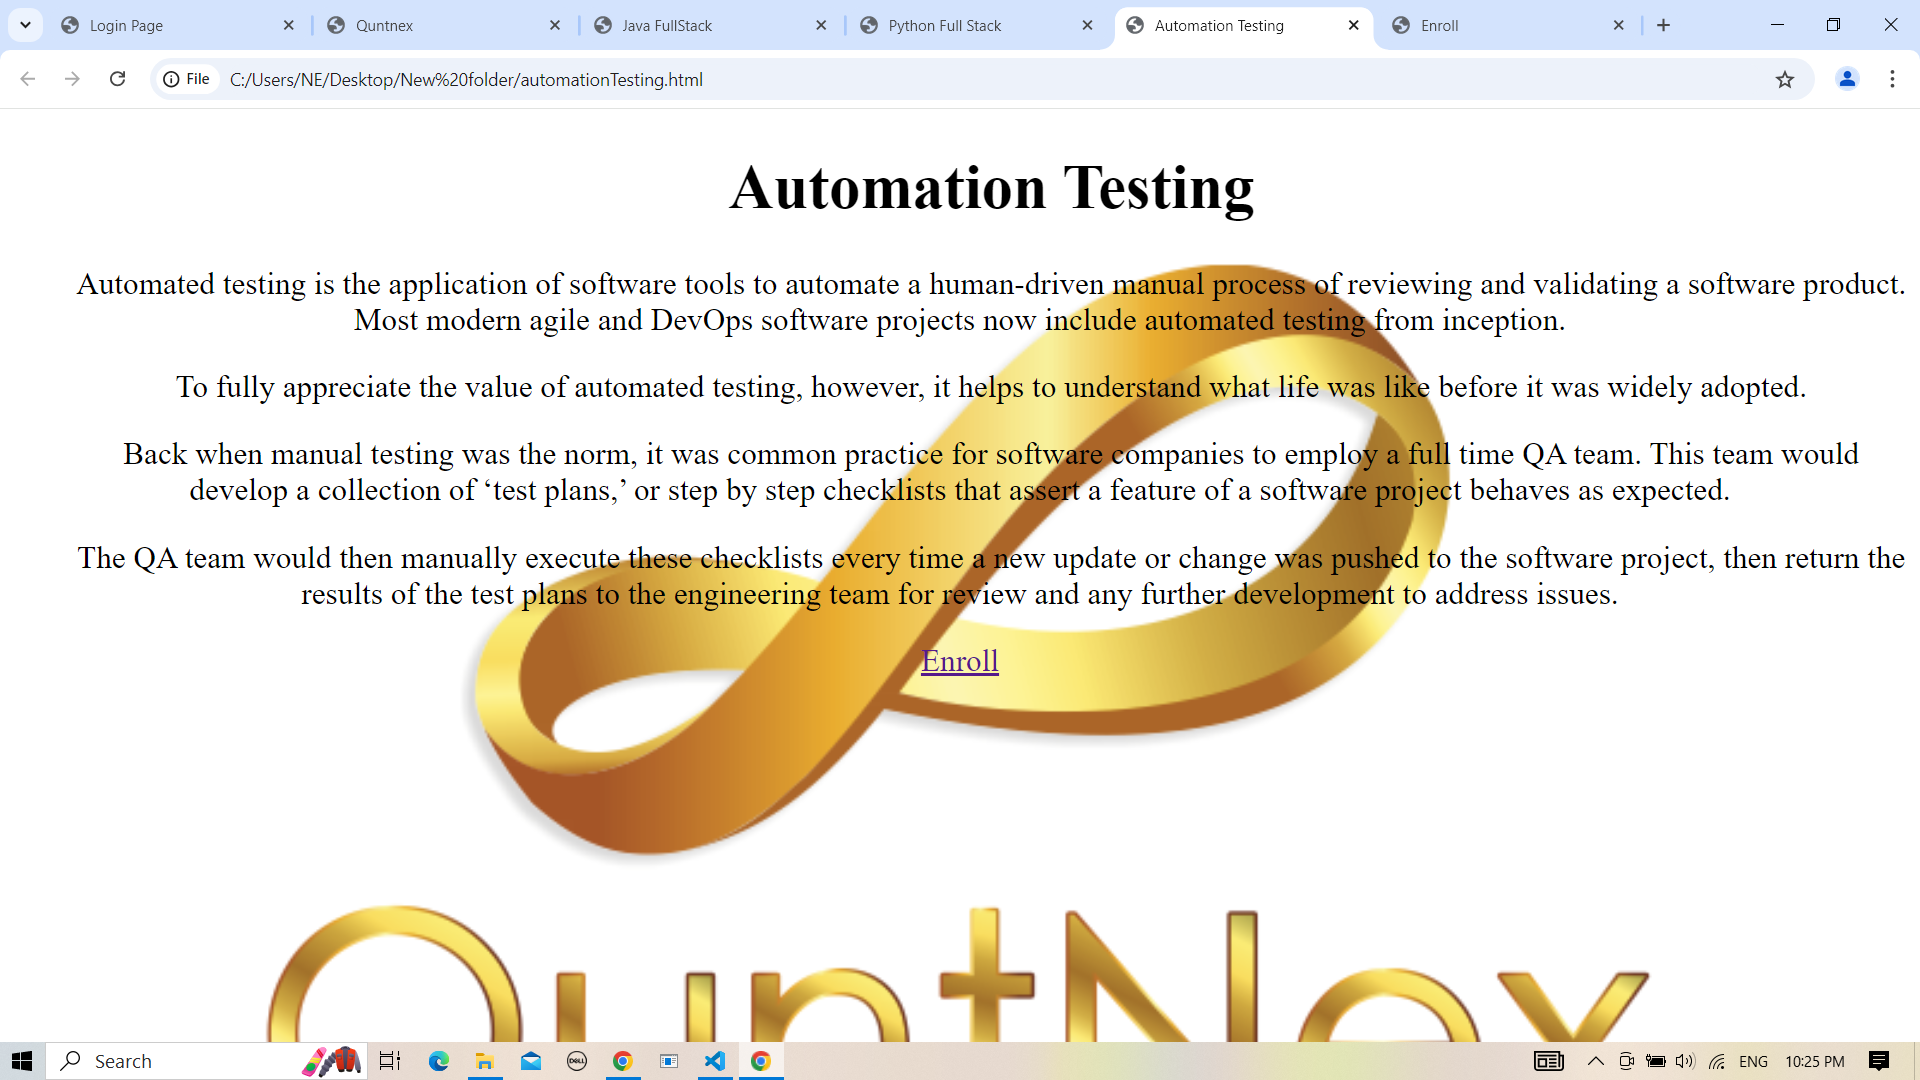 Login Page
Quntnex
Java FullStack
Python Full Stack
Automation Testing
Enroll
File
C:/Users/NE/Desktop/New%20folder/automationTesting.html
Automation Testing
Automated testing is the application of software tools to automate a human-driven manual process of reviewing and validating a software product.
Most modern agile and DevOps software projects now include automated testing from inception.
To fully appreciate the value of automated testing, however, it helps to understand what life was like before it was widely adopted.
Back when manual testing was the norm, it was common practice for software companies to employ a full time QA team. This team would
develop a collection of ‘test plans,’ or step by step checklists that assert a feature of a software project behaves as expected.
The QA team would then manually execute these checklists every time a new update or change was pushed to the software project, then return the
results of the test plans to the engineering team for review and any further development to address issues.
Enroll
QuntNex
Search
DELL
ENG
10:25 PM